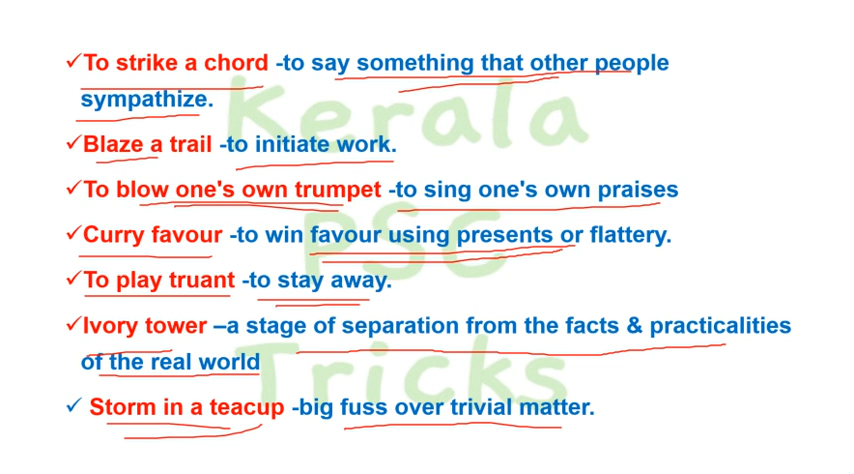 ✓To strike a chord -to say something that other people
sympathize.
✓Blaze a trail -to initiate work.
✓To blow one's own trumpet -to sing one's own praises
✓Curry favour -to win favour using presents or flattery.
✓To play truant -to stay away.
✓Ivory tower –a stage of separation from the facts & practicalities
of the real world
✓ Storm in a teacup -big fuss over trivial matter.
Kerala
PSC
Tricks